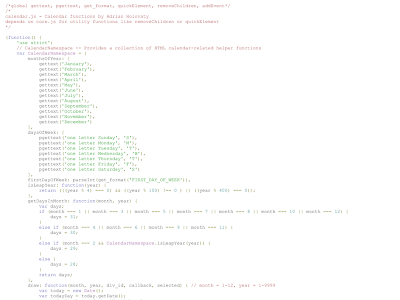 /*global gettext, pgettext, get_format, quickElement, removeChildren, addEvent*/
/*
calendar.js - Calendar functions by Adrian Holovaty
depends on core.js for utility functions like removeChildren or quickElement
*/
(function() {
'use strict';
// CalendarNamespace -- Provides a collection of HTML calendar-related helper functions
var CalendarNamespace = {
monthsOfYear: [
gettext('January'),
gettext('February'),
gettext('March'),
gettext('April'),
gettext('May'),
gettext('June'),
gettext('July'),
gettext('August'),
gettext('September'),
gettext('October'),
gettext('November'),
gettext('December')
],
daysOfWeek: [
pgettext('one letter Sunday', 'S'),
pgettext('one letter Monday', 'M'),
pgettext('one letter Tuesday', 'T'),
pgettext('one letter Wednesday', 'W'),
pgettext('one letter Thursday', 'T'),
pgettext('one letter Friday', 'F'),
pgettext('one letter Saturday', 'S')
],
firstDayOfWeek: parseInt(get_format('FIRST_DAY_OF_WEEK')),
isLeapYear: function(year) {
return (((year % 4) === 0) && ((year % 100) !== 0 ) || ((year % 400) === 0));
},
getDaysInMonth: function(month, year) {
var days;
if (month === 1 || month === 3 || month === 5 || month === 7 || month === 8 || month === 10 || month === 12) {
days = 31;
}
else if (month === 4 || month === 6 || month === 9 || month === 11) {
days = 30;
}
else if (month === 2 && CalendarNamespace.isLeapYear(year)) {
days = 29;
}
else {
days = 28;
}
return days;
},
draw: function(month, year, div_id, callback, selected) { // month = 1-12, year = 1-9999
var today = new Date();
var todayDay = today.getDate();